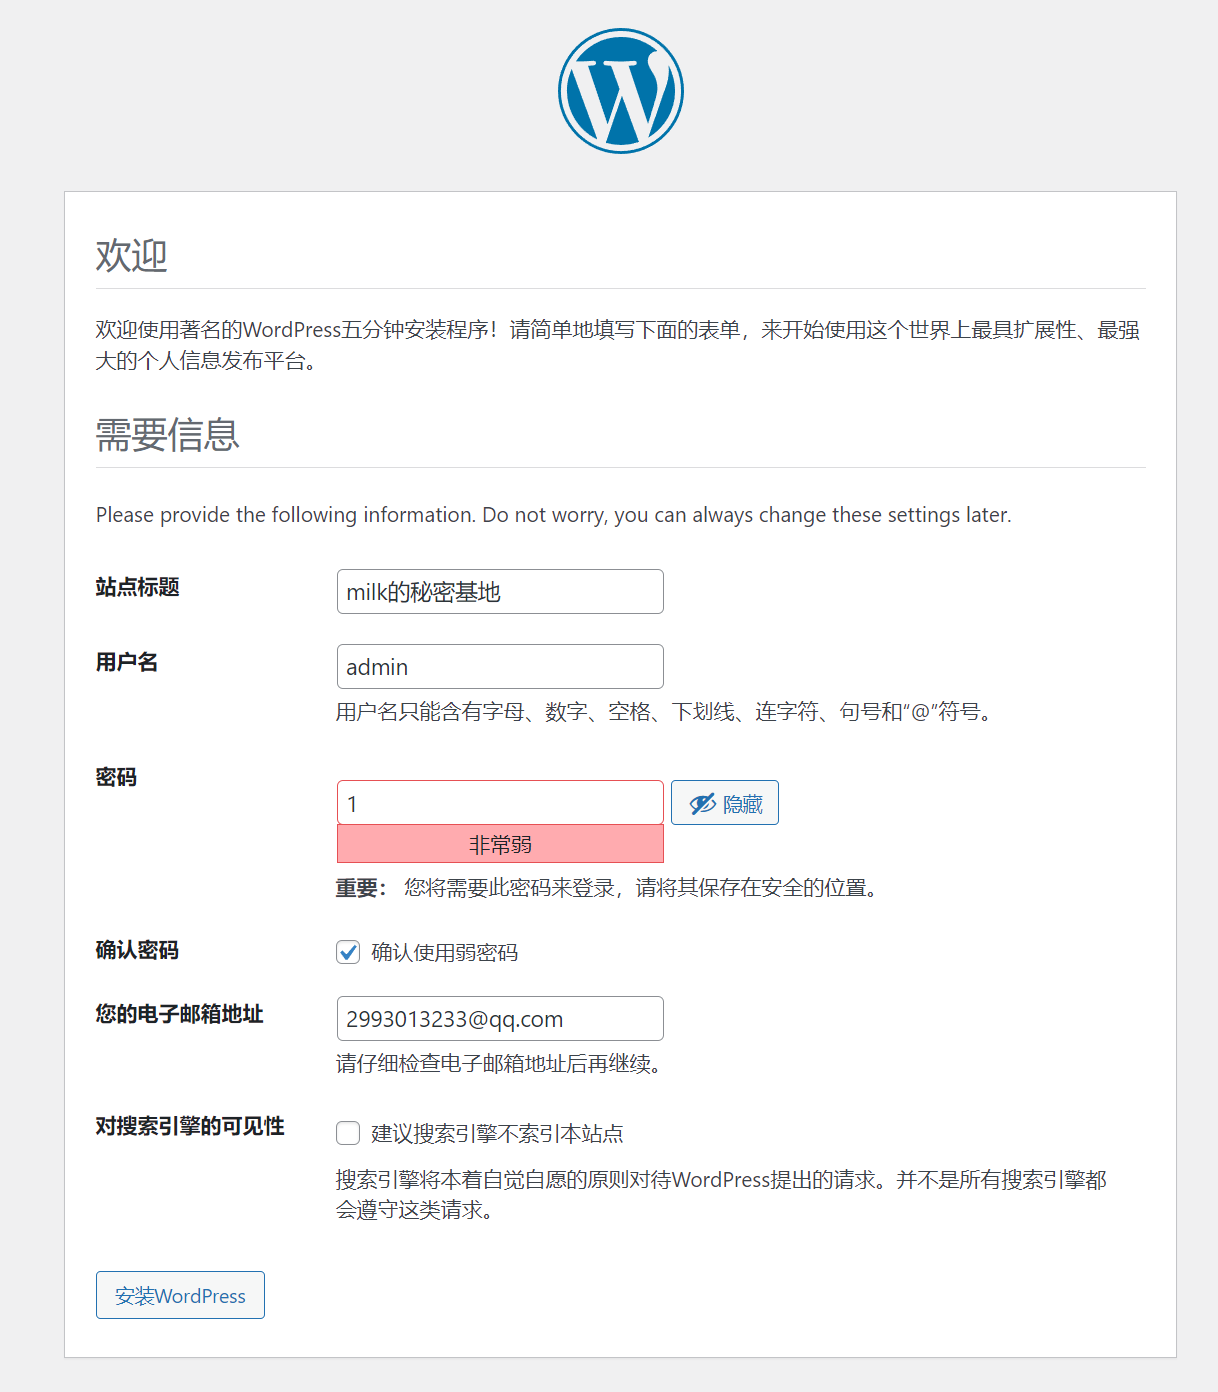 欢迎
欢迎使用著名的WordPress五分钟安装程序！请简单地填写下面的表单，来开始使用这个世界上最具扩展性、最强
大的个人信息发布平台。
需要信息
Please provide the following information. Do not worry, you can always change these settings later.
站点标题
milk的秘密基地
用户名
admin
用户名只能含有字母、数字、空格、下划线、连字符、句号和“@”符号。
密码
1
隐藏
非常弱
重要： 您将需要此密码来登录，请将其保存在安全的位置。
确认密码
确认使用弱密码
您的电子邮箱地址
2993013233@qq.com
请仔细检查电子邮箱地址后再继续。
对搜索引擎的可见性
建议搜索引擎不索引本站点
搜索引擎将本着自觉自愿的原则对待WordPress提出的请求。并不是所有搜索引擎都
会遵守这类请求。
安装WordPress